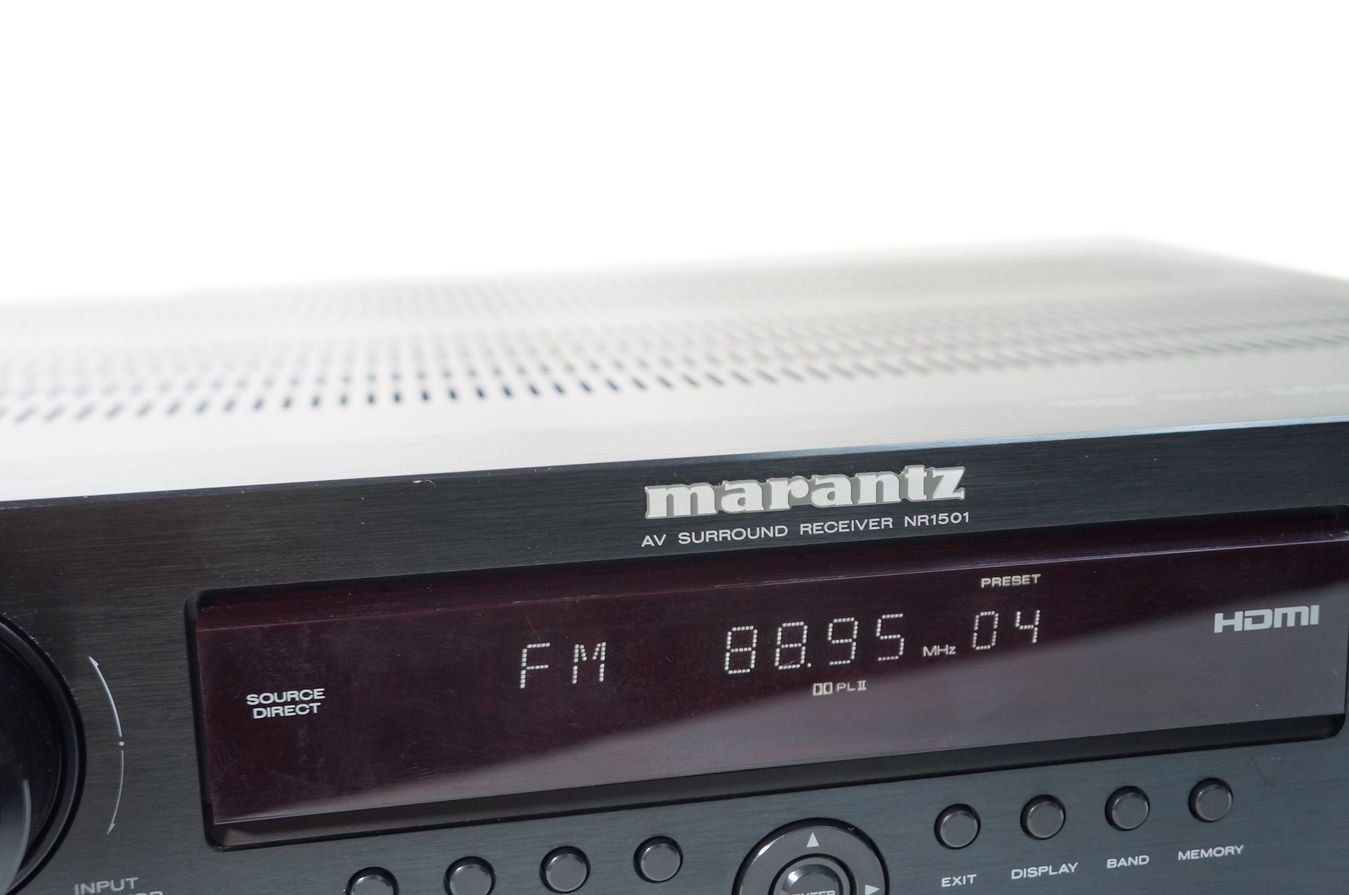 marantz
AV SURROUND RECEIVER NR1501
PRESET
FM 88.95 MHz 04
HDMI
SOURCE
DIRECT
PL II
EXIT DISPLAY BAND MEMORY
ENTER
INPUT